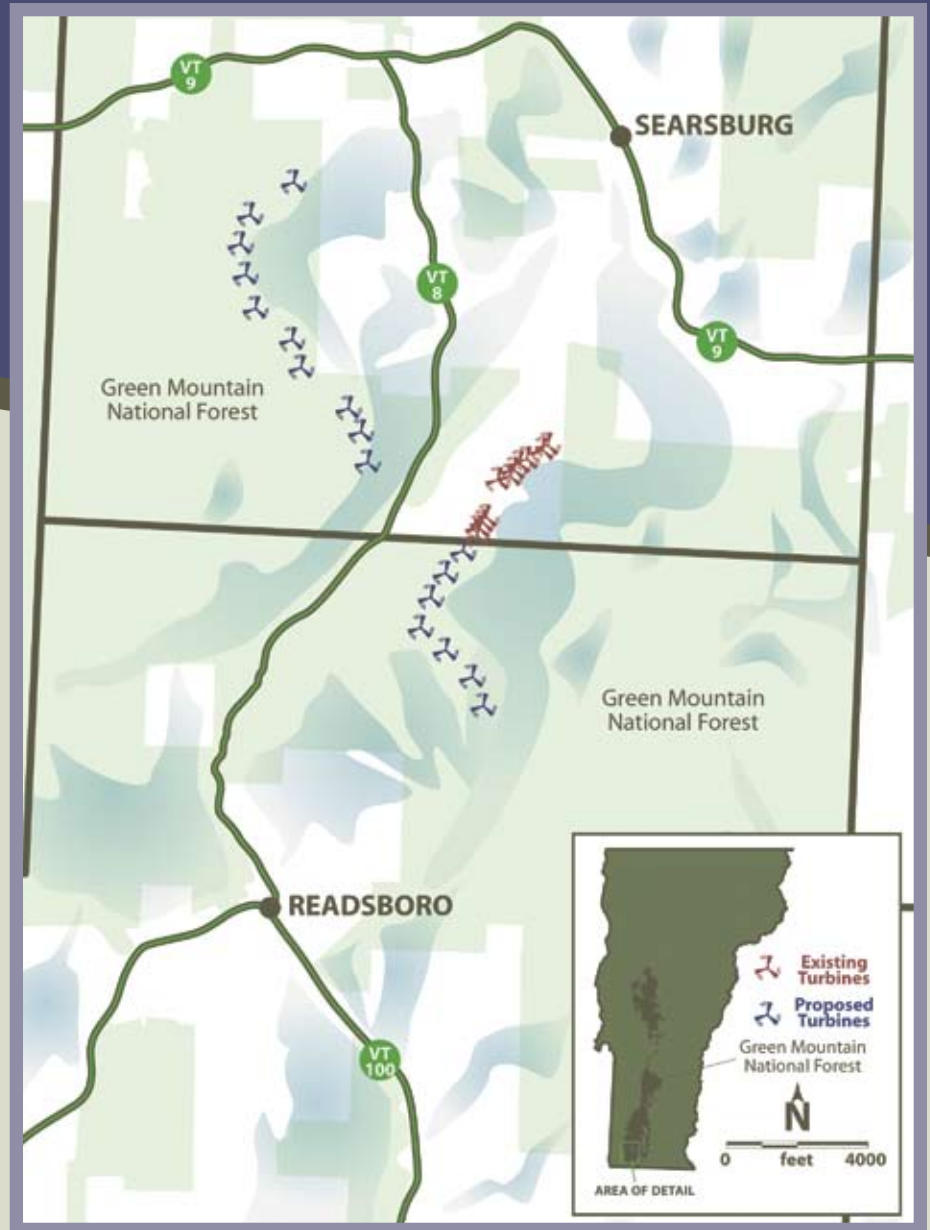 VT
9
SEARSBURG
VT
8
VT
9
Green Mountain
National Forest
Green Mountain
National Forest
READSBORO
VT
100
Existing
Turbines
Proposed
Turbines
Green Mountain
National Forest
N
0 feet 4000
AREA OF DETAIL